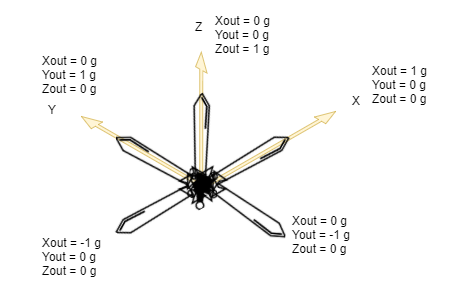 Z
Xout = 0 g
Yout = 0 g
Zout = 1 g
Xout = 0 g
Yout = 1 g
Zout = 0 g
Y
Xout = 1 g
Yout = 0 g
X
Zout = 0 g
Xout = -1 g
Yout = 0 g
Zout = 0 g
Xout = 0 g
Yout = -1 g
Zout = 0 g